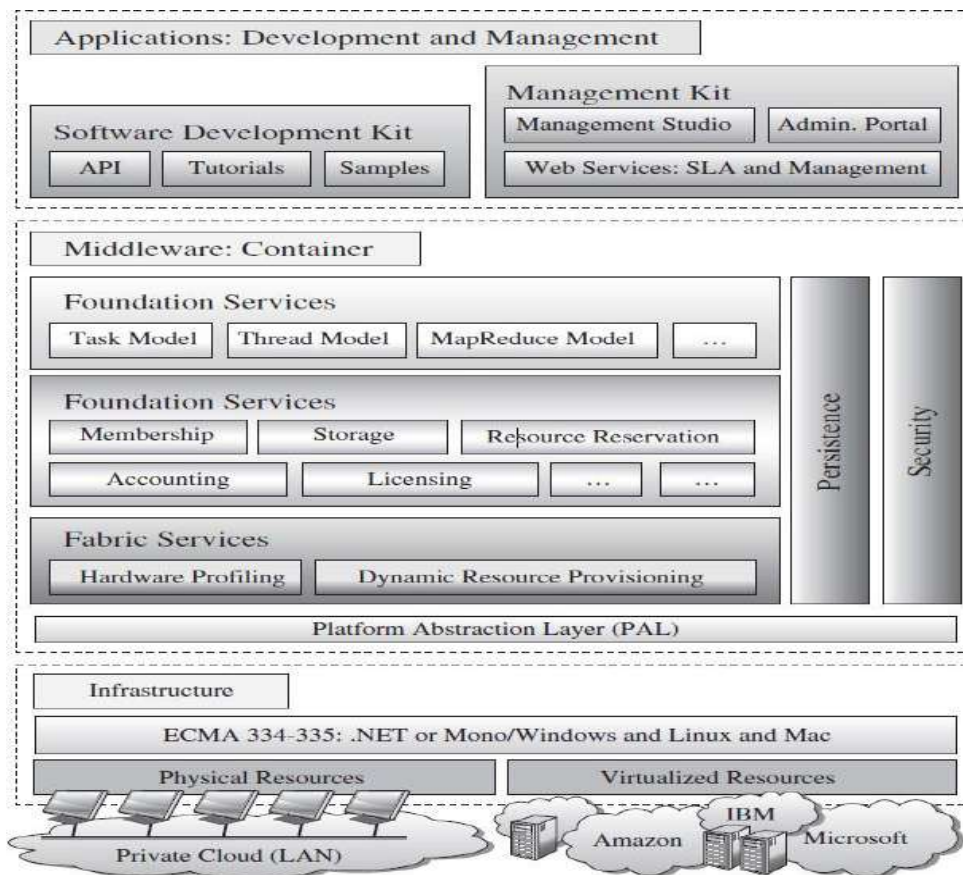 Applications: Development and Management
Software Development Kit
API Tutorials Samples
Management Kit
Management Studio Admin. Portal
Web Services: SLA and Management
Middleware: Container
Foundation Services
Task Model Thread Model MapReduce Model ...
Foundation Services
Membership Storage Resource Reservation
Accounting Licensing ... ...
Fabric Services
Hardware Profiling Dynamic Resource Provisioning
Persistence
Security
Platform Abstraction Layer (PAL)
Infrastructure
ECMA 334-335: .NET or Mono/Windows and Linux and Mac
Physical Resources Virtualized Resources
Private Cloud (LAN)
Amazon
IBM
Microsoft